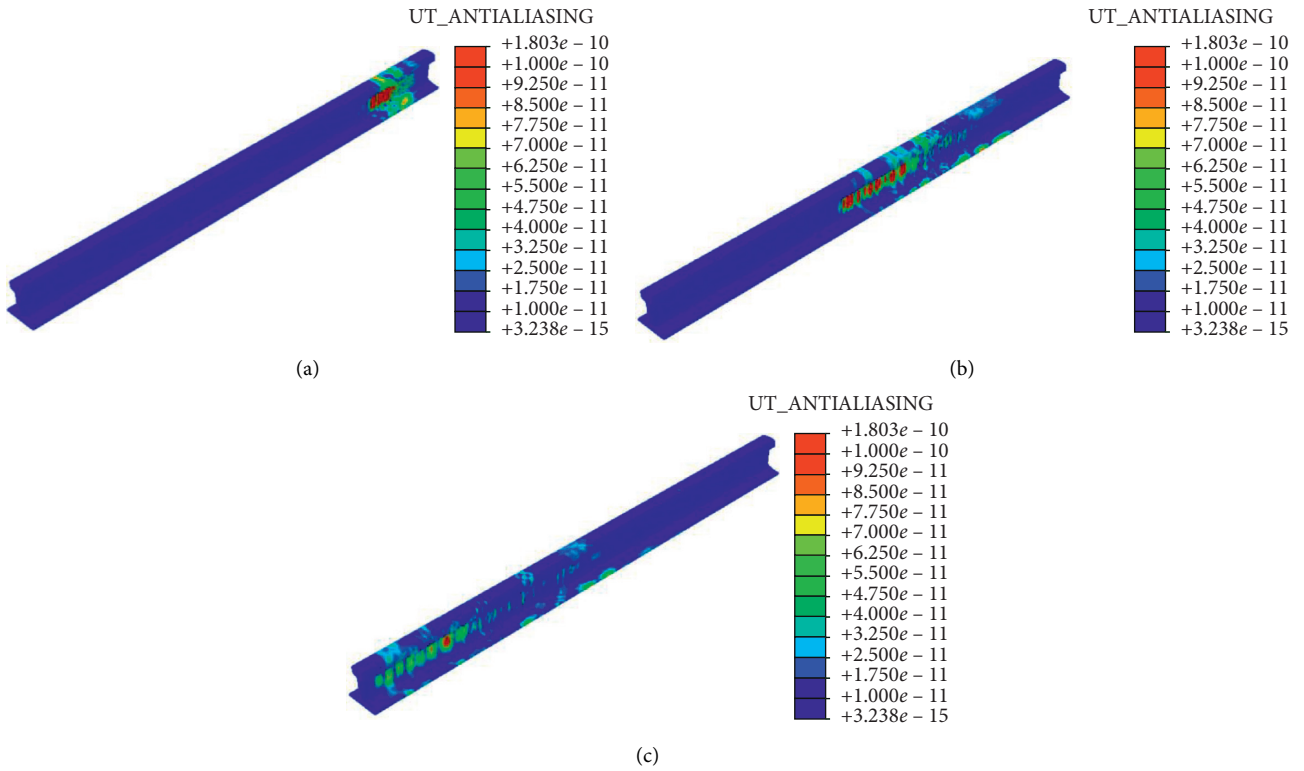 UT_ANTIALIASING
+1.803e – 10
+1.000e – 10
+9.250e – 11
+8.500e – 11
+7.750e – 11
+7.000e – 11
+6.250e – 11
+5.500e – 11
+4.750e – 11
+4.000e – 11
+3.250e – 11
+2.500e – 11
+1.750e – 11
+1.000e – 11
+3.238e – 15
(a)
UT_ANTIALIASING
+1.803e – 10
+1.000e – 10
+9.250e – 11
+8.500e – 11
+7.750e – 11
+7.000e – 11
+6.250e – 11
+5.500e – 11
+4.750e – 11
+4.000e – 11
+3.250e – 11
+2.500e – 11
+1.750e – 11
+1.000e – 11
+3.238e – 15
(b)
UT_ANTIALIASING
+1.803e – 10
+1.000e – 10
+9.250e – 11
+8.500e – 11
+7.750e – 11
+7.000e – 11
+6.250e – 11
+5.500e – 11
+4.750e – 11
+4.000e – 11
+3.250e – 11
+2.500e – 11
+1.750e – 11
+1.000e – 11
+3.238e – 15
(c)